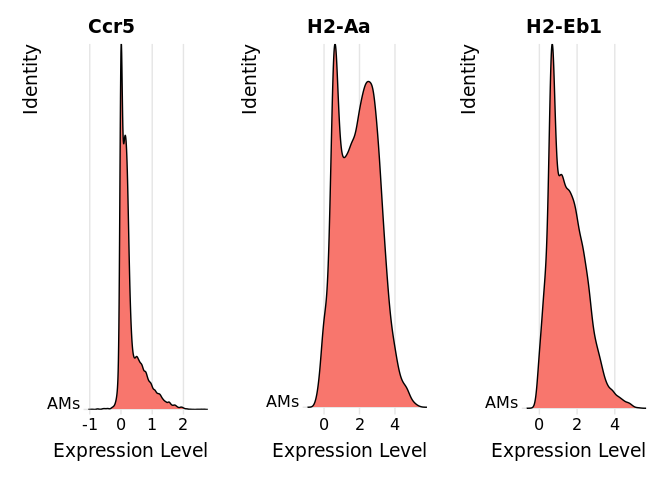 Ccr5
H2-Aa
H2-Eb1
Identity
Identity
Identity
AMs
AMs
AMs
-1 0 1 2
0 2 4
0 2 4
Expression Level
Expression Level
Expression Level